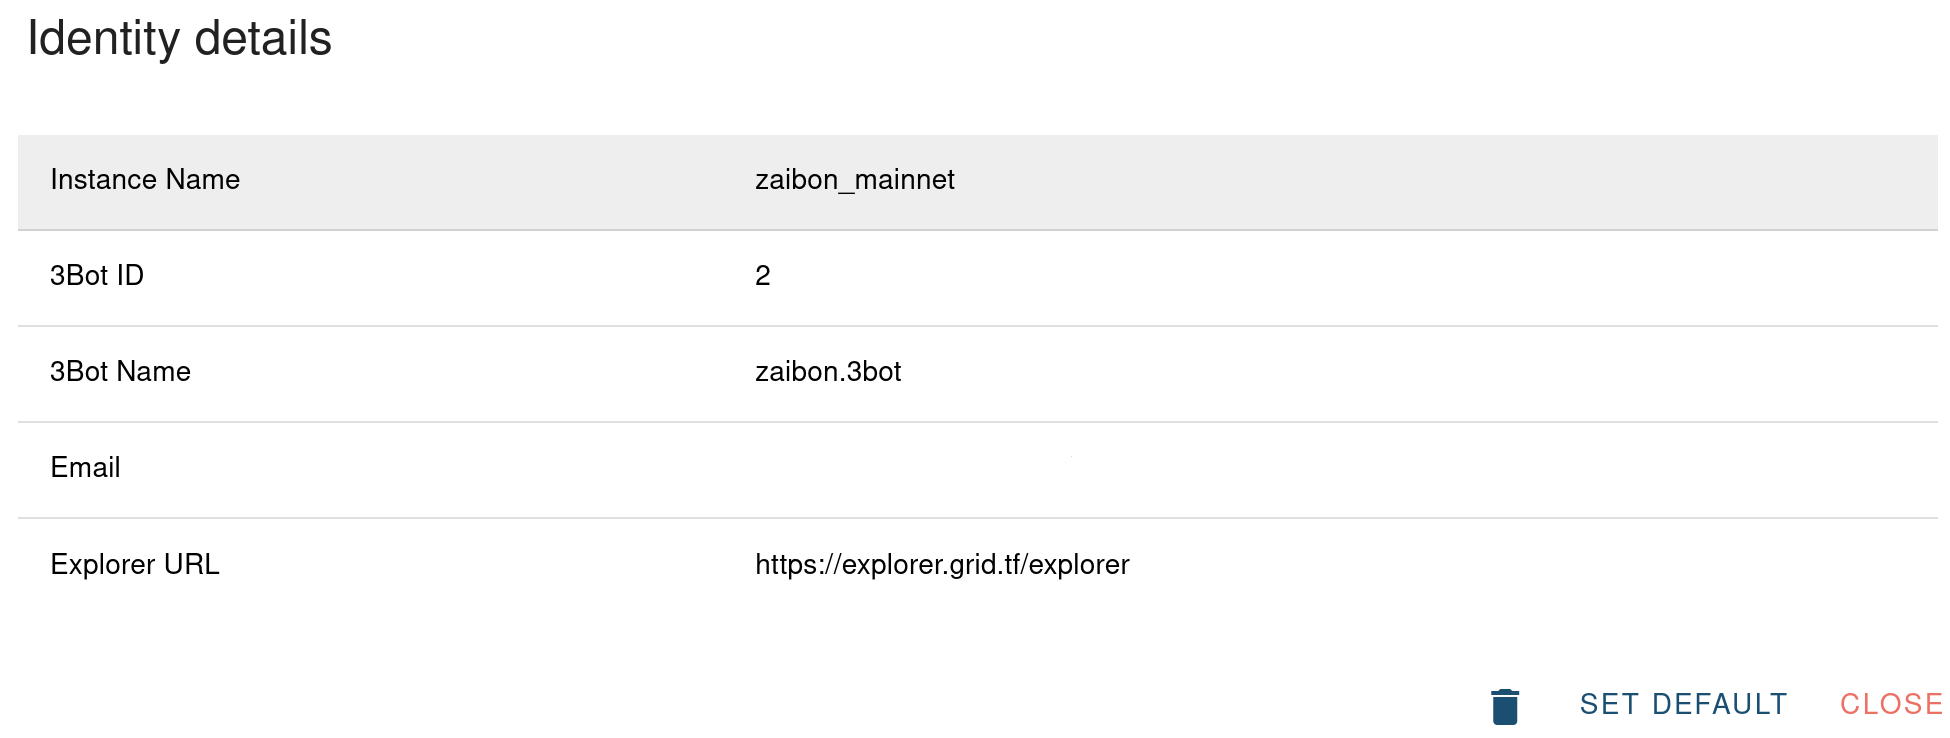 Identity details
Instance Name zaibon_mainnet
3Bot ID 2
3Bot Name zaibon.3bot
Email
Explorer URL https://explorer.grid.tf/explorer
SET DEFAULT CLOSE